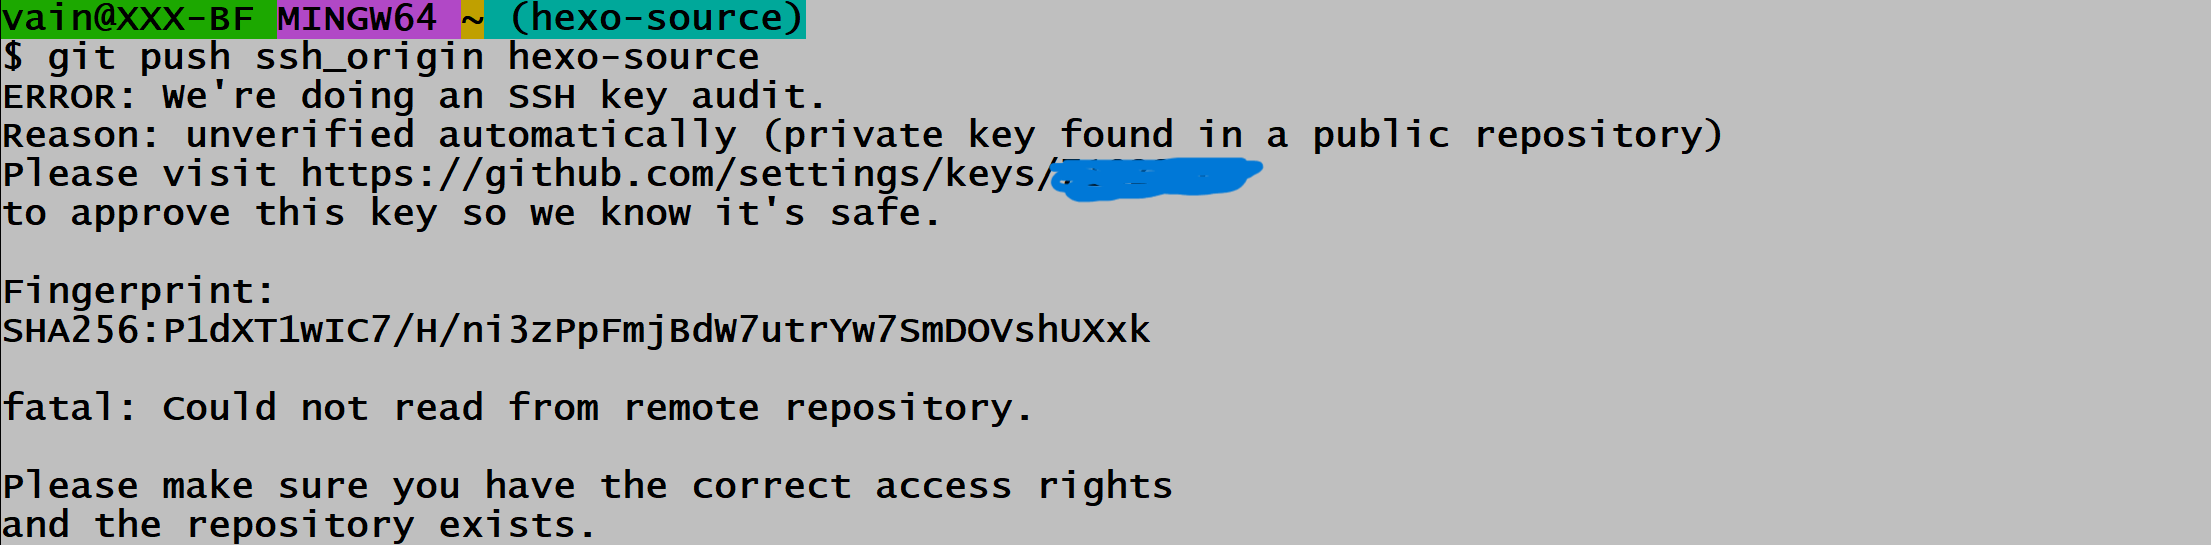 vain@XXX-BF MINGW64 ~ (hexo-source)
$ git push ssh_origin hexo-source
ERROR: We're doing an SSH key audit.
Reason: unverified automatically (private key found in a public repository)
Please visit https://github.com/settings/keys/
to approve this key so we know it's safe.
Fingerprint:
SHA256:P1dXT1wIC7/H/ni3zPpFmjBdW7utrYw7SmDOVshUXxk
fatal: Could not read from remote repository.
Please make sure you have the correct access rights
and the repository exists.